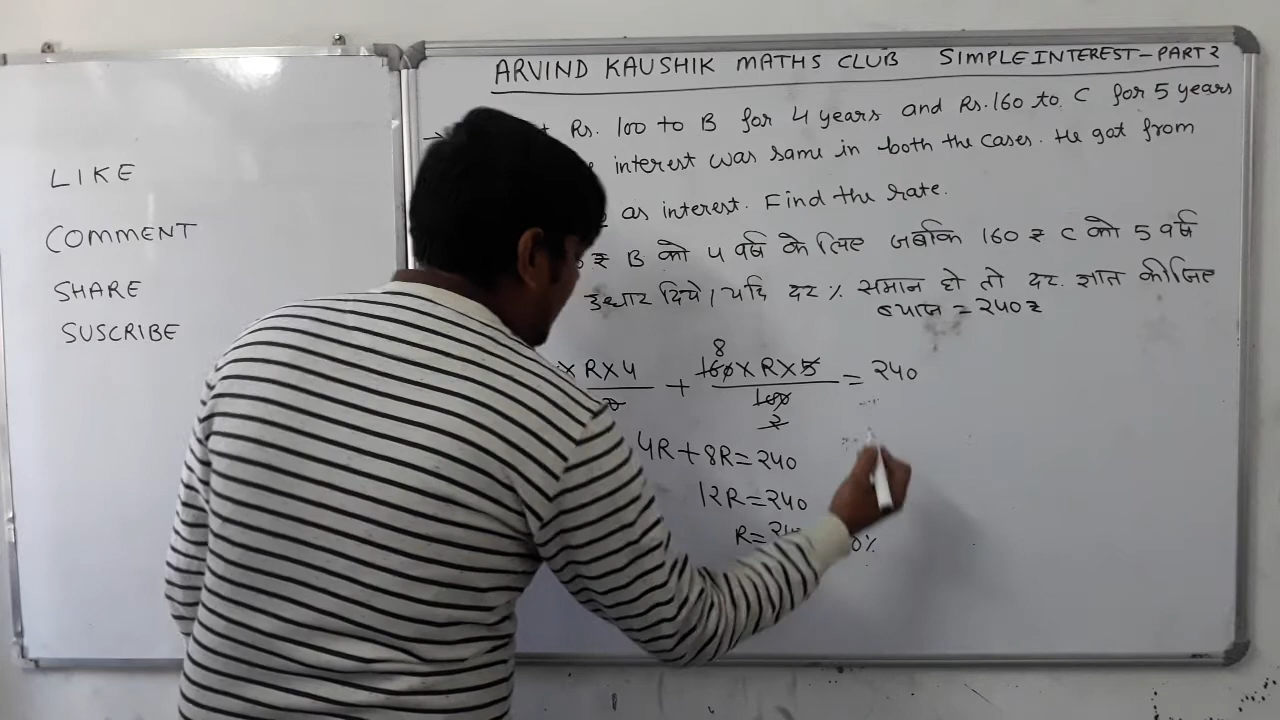 LIKE
COMMENT
SHARE
SUSCRIBE
ARVIND KAUSHIK MATHS CLUB SIMPLE INTEREST-PART 2
Rs. 100 to B for 4 years and Rs. 160 to C for 5 years
interest was same in both the cases. He got from
as interest. Find the rate.
₹ B को 4 वर्ष के लिए जबकि 160 ₹ C को 5 वर्ष
उधार दिये। यदि दर % समान हो तो दर ज्ञात कीजिए
ब्याज = 240₹
× R×4 + 8
160×R×5 = 240
100
2
4R+8R=240
12R=240
R=
0%